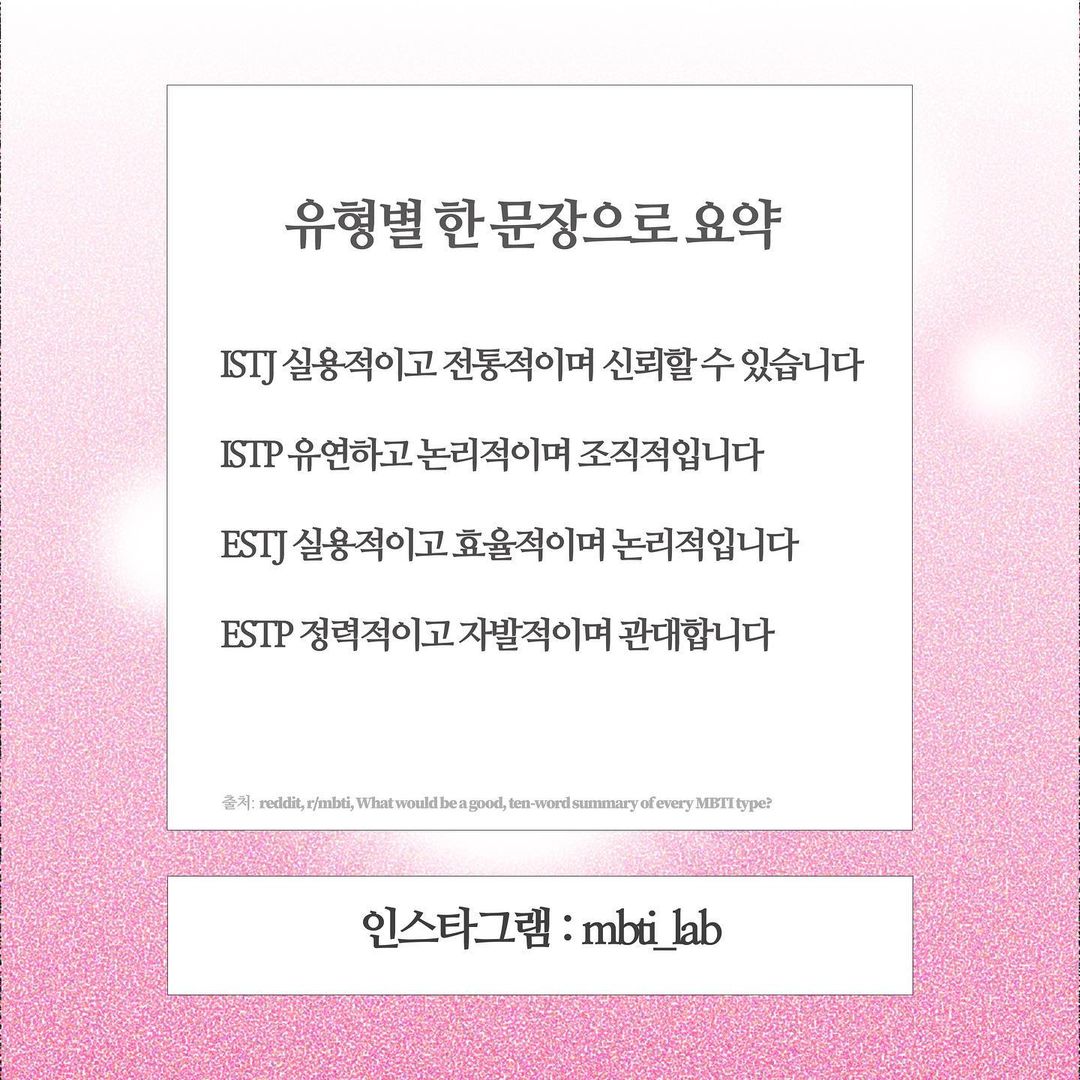 유형별 한 문장으로 요약
ISTJ 실용적이고 전통적이며 신뢰할 수 있습니다
ISTP 유연하고 논리적이며 조직적입니다
ESTJ 실용적이고 효율적이며 논리적입니다
ESTP 정력적이고 자발적이며 관대합니다
출처: reddit, r/mbti, What would be a good, ten-word summary of every MBTI type?
인스타그램 : mbti_lab